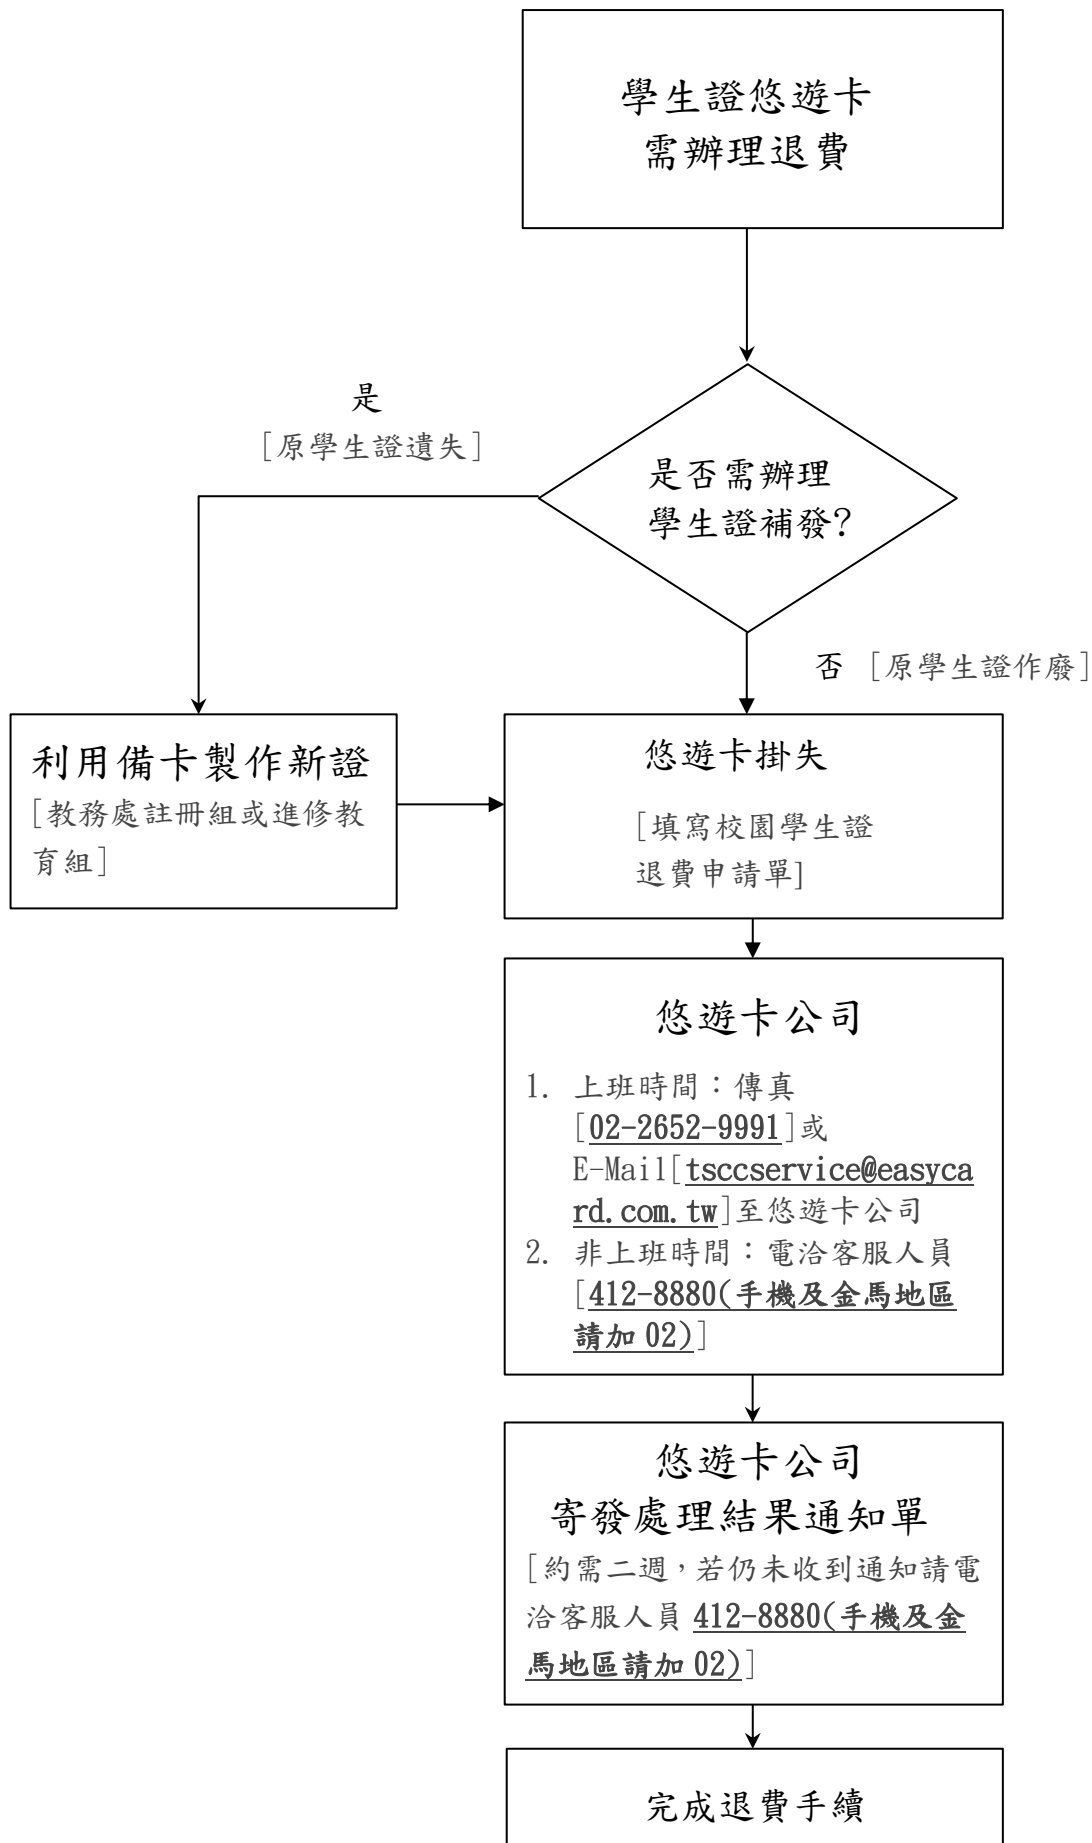 學生證悠遊卡
需辦理退費
是
[原學生證遺失]
是否需辦理
學生證補發?
否 [原學生證作廢]
利用備卡製作新證
[教務處註冊組或進修教
育組]
悠遊卡掛失
[填寫校園學生證
退費申請單]
悠遊卡公司
1. 上班時間：傳真
[02-2652-9991]或
E-Mail[tsccservice@easyca
rd.com.tw]至悠遊卡公司
2. 非上班時間：電洽客服人員
[412-8880(手機及金馬地區
請加 02)]
悠遊卡公司
寄發處理結果通知單
[約需二週，若仍未收到通知請電
洽客服人員 412-8880(手機及金
馬地區請加 02)]
完成退費手續